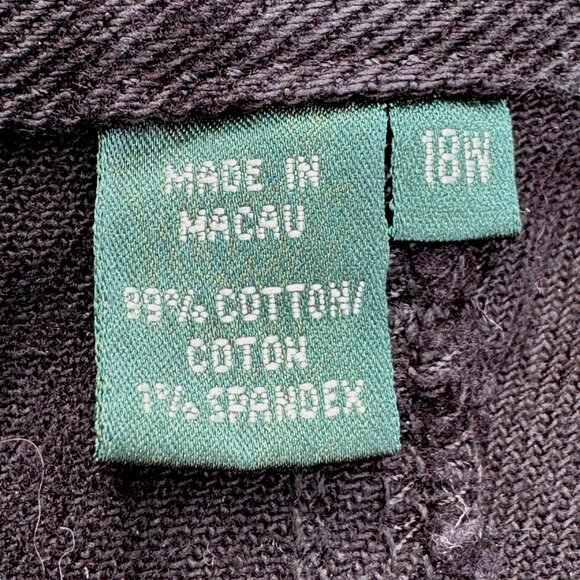 MADE IN
MACAU
99% COTTON/
COTON
1% SPANDEX
18W